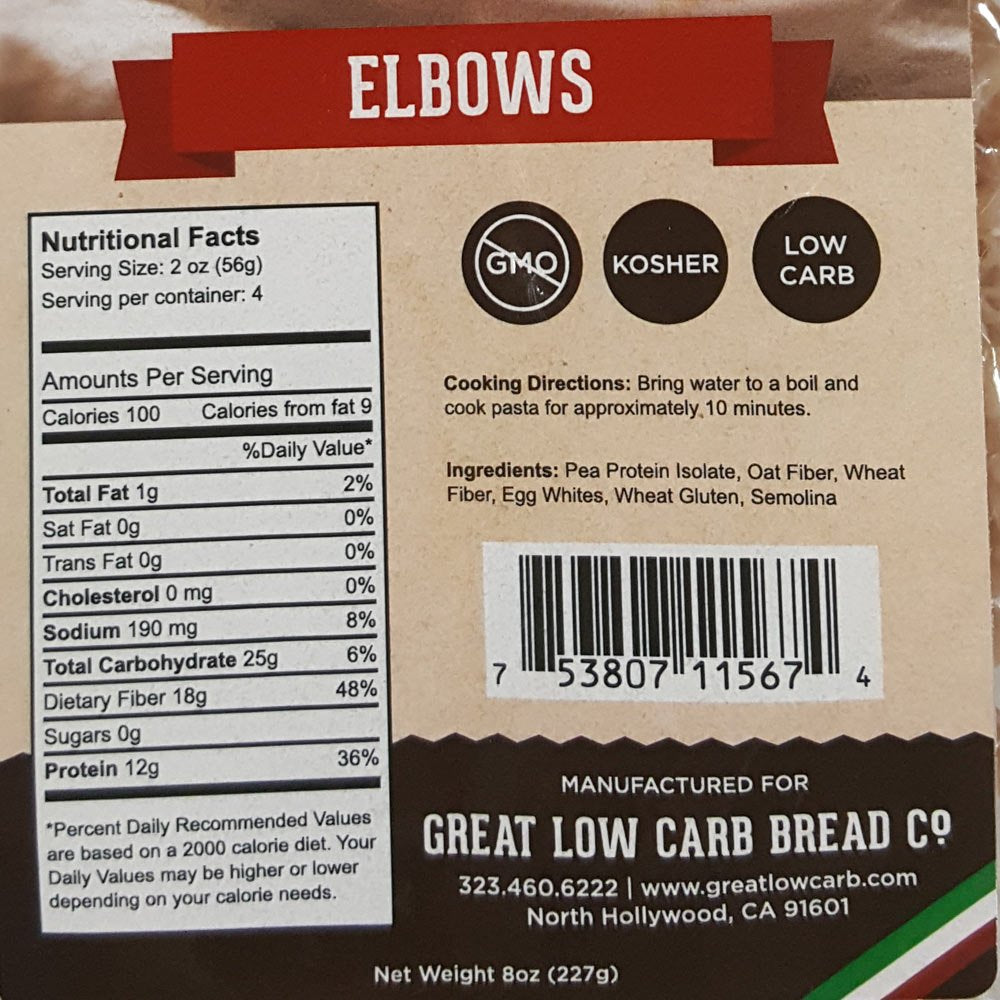 ELBOWS
Nutritional Facts
Serving Size: 2 oz (56g)
Serving per container: 4
Amounts Per Serving
Calories 100 Calories from fat 9
%Daily Value*
Total Fat 1g 2%
Sat Fat 0g 0%
Trans Fat 0g 0%
Cholesterol 0 mg 0%
Sodium 190 mg 8%
Total Carbohydrate 25g 6%
Dietary Fiber 18g 48%
Sugars 0g
Protein 12g 36%
*Percent Daily Recommended Values
are based on a 2000 calorie diet. Your
Daily Values may be higher or lower
depending on your calorie needs.
GMO
KOSHER
LOW
CARB
Cooking Directions: Bring water to a boil and
cook pasta for approximately 10 minutes.
Ingredients: Pea Protein Isolate, Oat Fiber, Wheat
Fiber, Egg Whites, Wheat Gluten, Semolina
7 53807 11567 4
MANUFACTURED FOR
GREAT LOW CARB BREAD Cº
323.460.6222 | www.greatlowcarb.com
North Hollywood, CA 91601
Net Weight 8oz (227g)